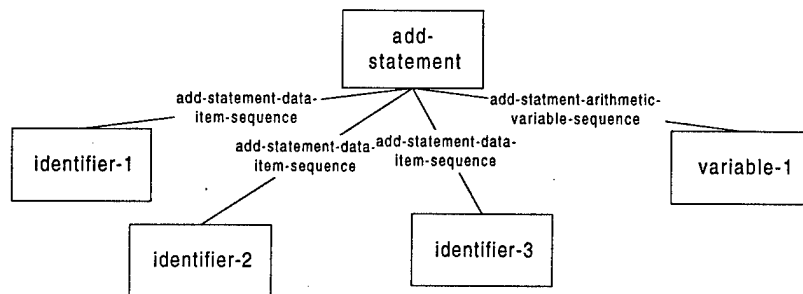 add-
statement
add-statement-data-
item-sequence
add-statment-arithmetic-
variable-sequence
add-statement-data-
item-sequence
add-statement-data-
item-sequence
identifier-1
variable-1
identifier-2
identifier-3